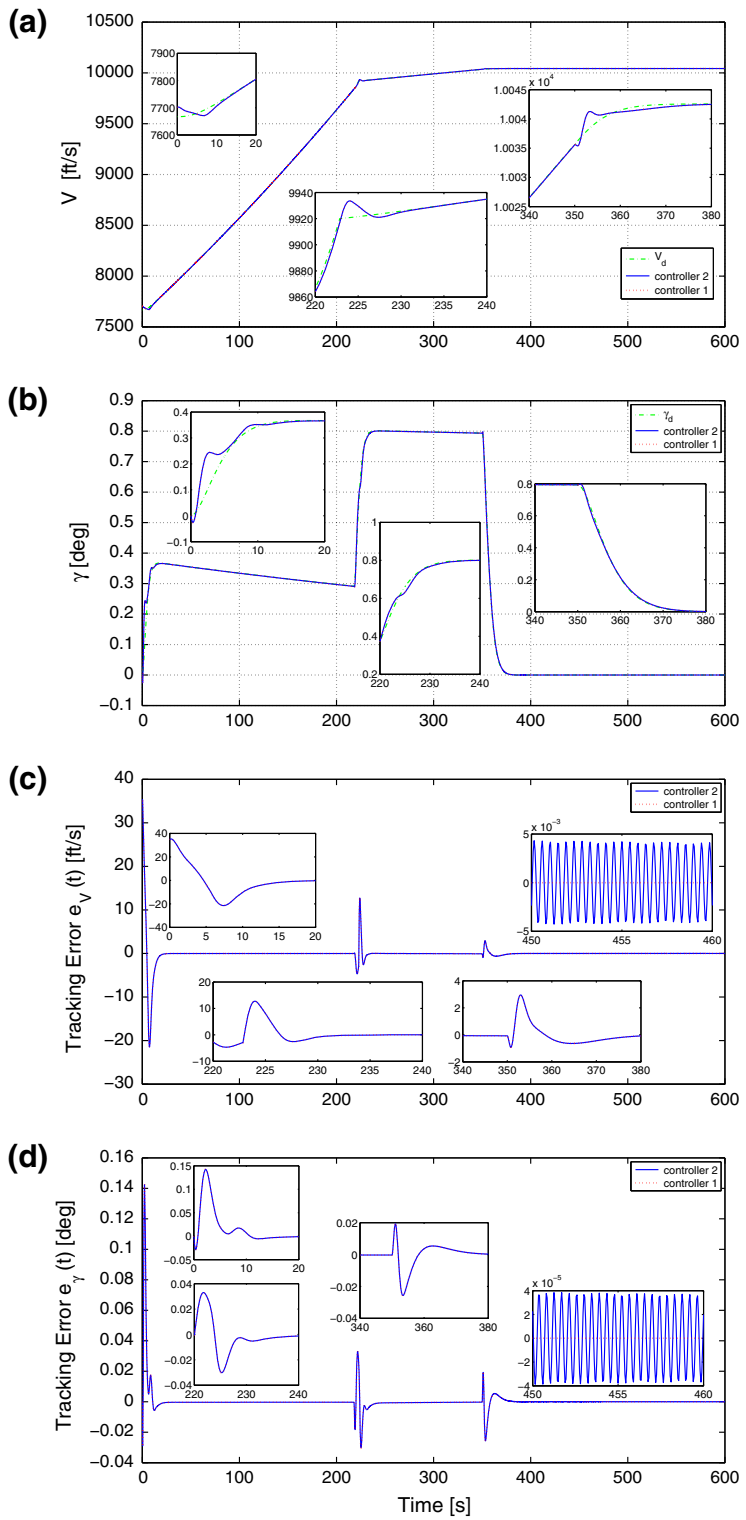 (a)
10500
10000
9500
9000
8500
8000
7500
V [ft/s]
0 100 200 300 400 500 600
7900
7800
7700
7600
0 10 20
9940
9920
9900
9880
9860
220 225 230 235 240
x 10^4
1.0045
1.004
1.0035
1.003
1.0025
340 350 360 370 380
V_d
controller 2
controller 1
(b)
0.9
0.8
0.7
0.6
0.5
0.4
0.3
0.2
0.1
0
−0.1
γ [deg]
0 100 200 300 400 500 600
0.4
0.3
0.2
0.1
0
−0.1
0 10 20
1
0.8
0.6
0.4
0.2
220 230 240
0.8
0.6
0.4
0.2
0
340 350 360 370 380
γ_d
controller 2
controller 1
(c)
40
30
20
10
0
−10
−20
−30
Tracking Error e_V(t) [ft/s]
0 100 200 300 400 500 600
40
20
0
−20
−40
0 5 10 15 20
20
10
0
−10
220 225 230 235 240
4
2
0
−2
340 350 360 370 380
x 10^−3
5
0
−5
450 455 460
controller 2
controller 1
(d)
0.16
0.14
0.12
0.1
0.08
0.06
0.04
0.02
0
−0.02
−0.04
Tracking Error e_γ(t) [deg]
0 100 200 300 400 500 600
Time [s]
0.15
0.10
0.05
0
−0.05
0 10 20
0.04
0.02
0
−0.02
−0.04
220 230 240
0.02
0
−0.02
−0.04
340 360 380
x 10^−5
4
2
0
−2
−4
450 455 460
controller 2
controller 1